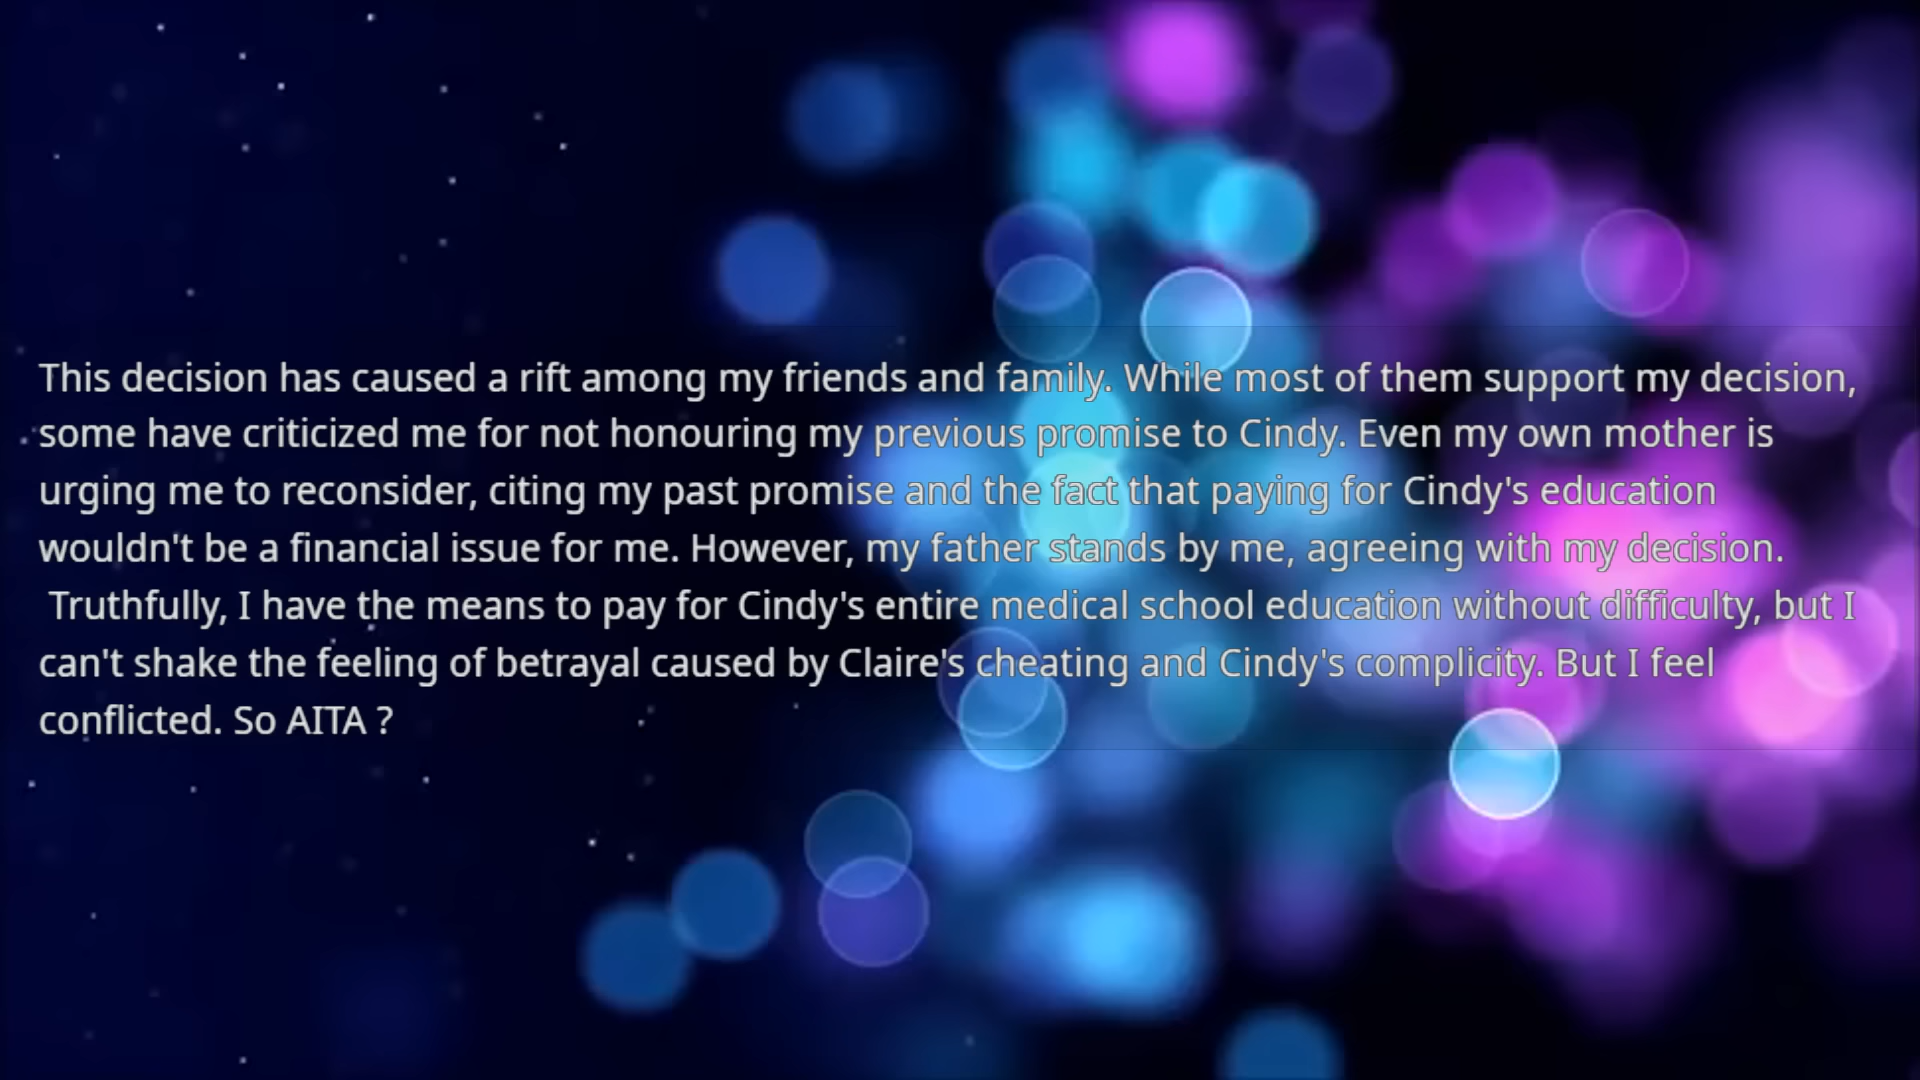 This decision has caused a rift among my friends and family. While most of them support my decision,
some have criticized me for not honouring my previous promise to Cindy. Even my own mother is
urging me to reconsider, citing my past promise and the fact that paying for Cindy's education
wouldn't be a financial issue for me. However, my father stands by me, agreeing with my decision.
Truthfully, I have the means to pay for Cindy's entire medical school education without difficulty, but I
can't shake the feeling of betrayal caused by Claire's cheating and Cindy's complicity. But I feel
conflicted. So AITA ?